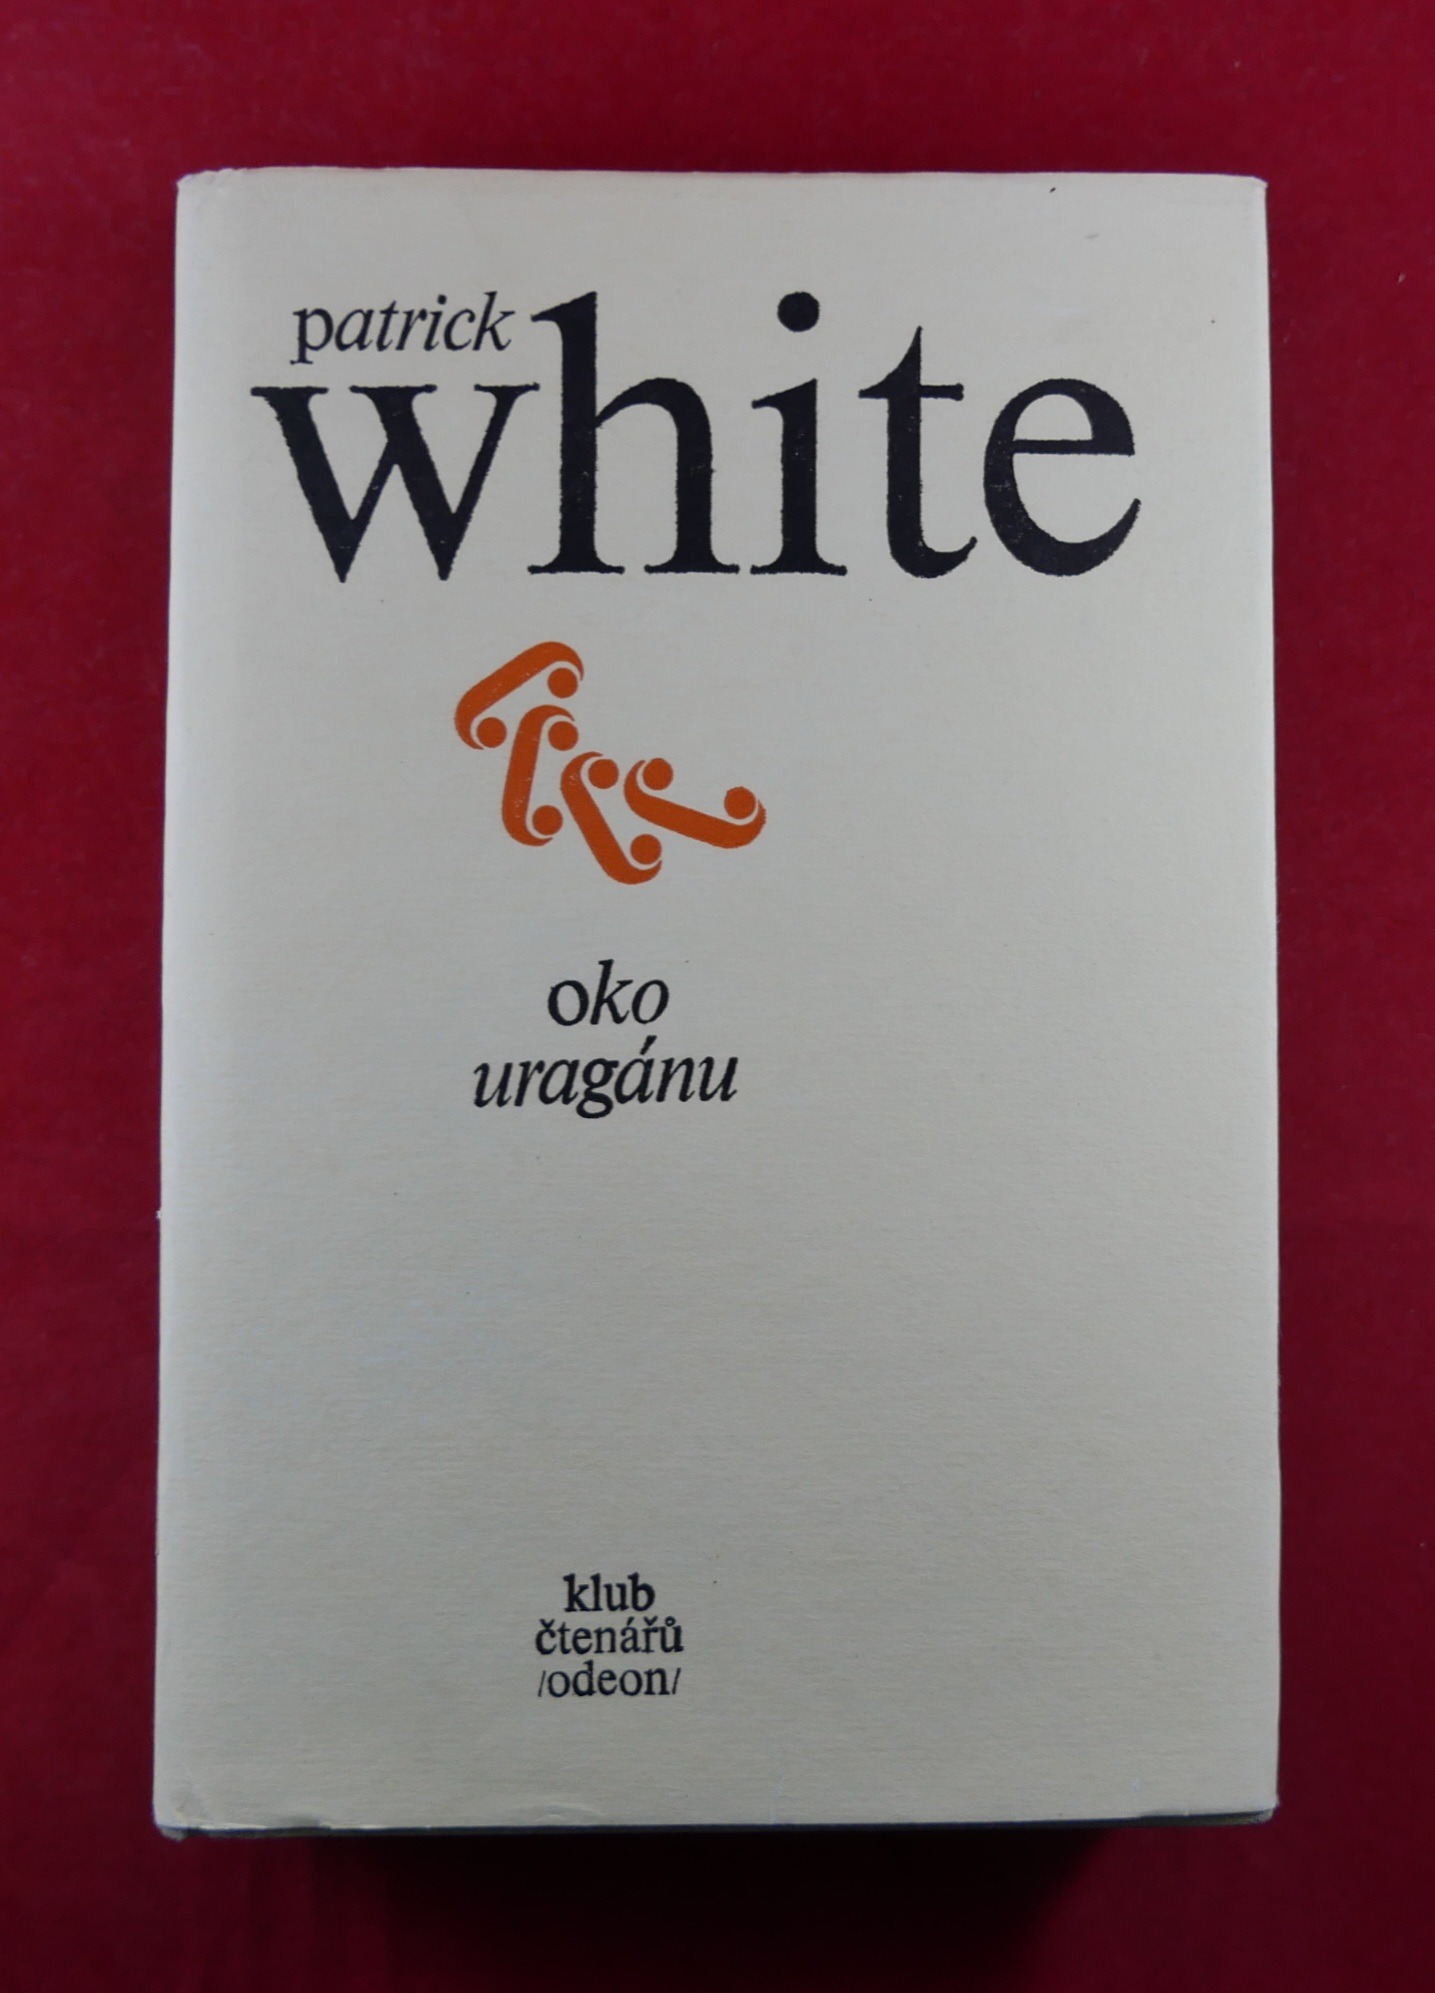 patrick
white
oko
uragánu
klub
čtenářů
/odeon/